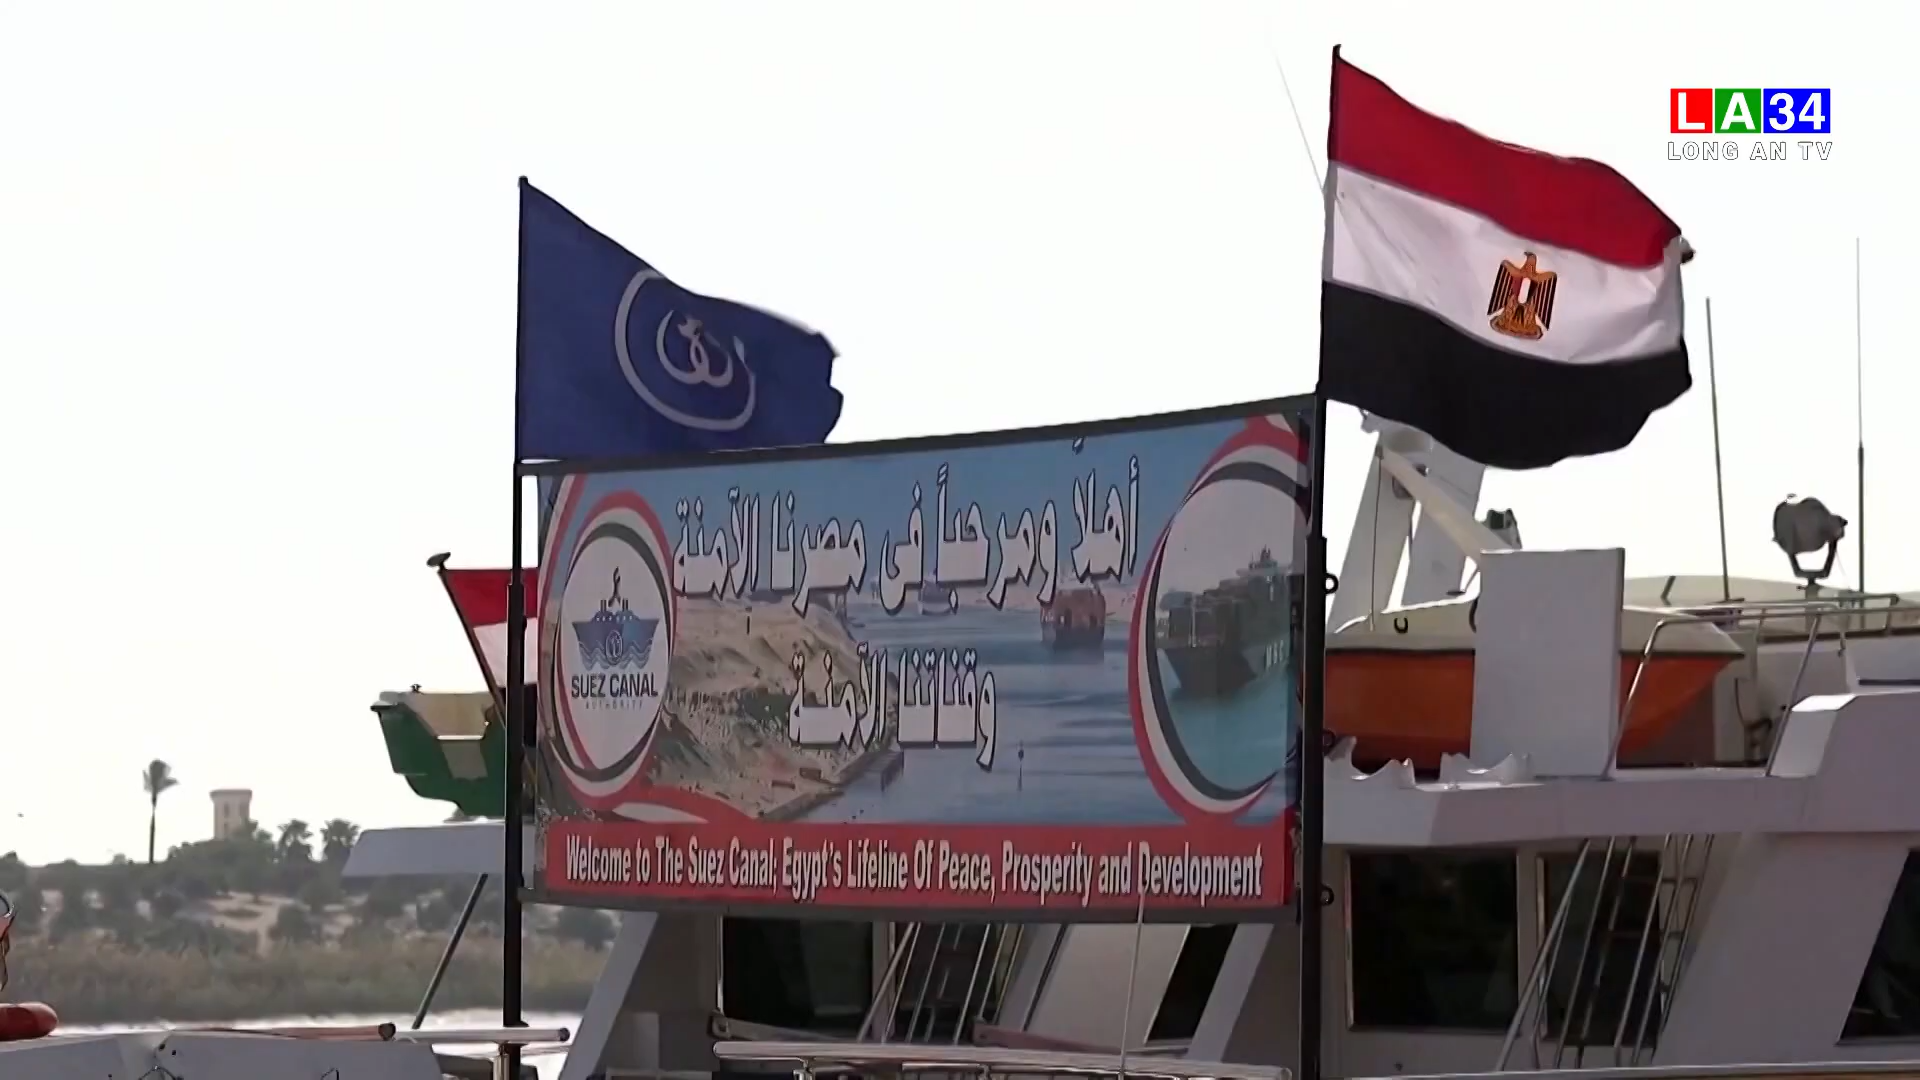 LA34
LONG AN TV
أهلاً ومرحباً فى مصرنا الآمنة
وقناتنا الآمنة
SUEZ CANAL
AUTHORITY
Welcome to The Suez Canal; Egypt's Lifeline Of Peace, Prosperity and Development